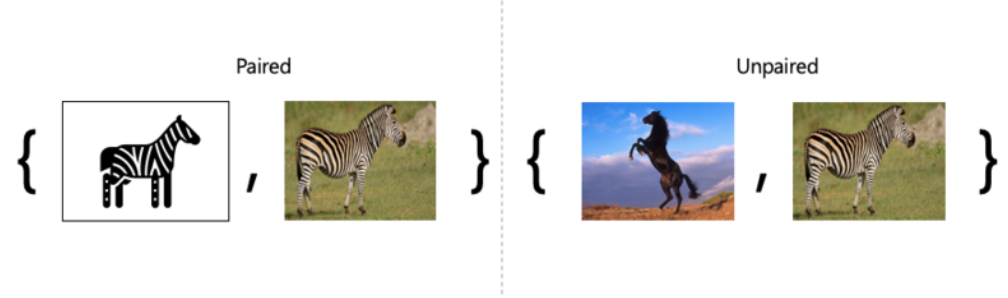 Paired
Unpaired
{ , }
{ , }